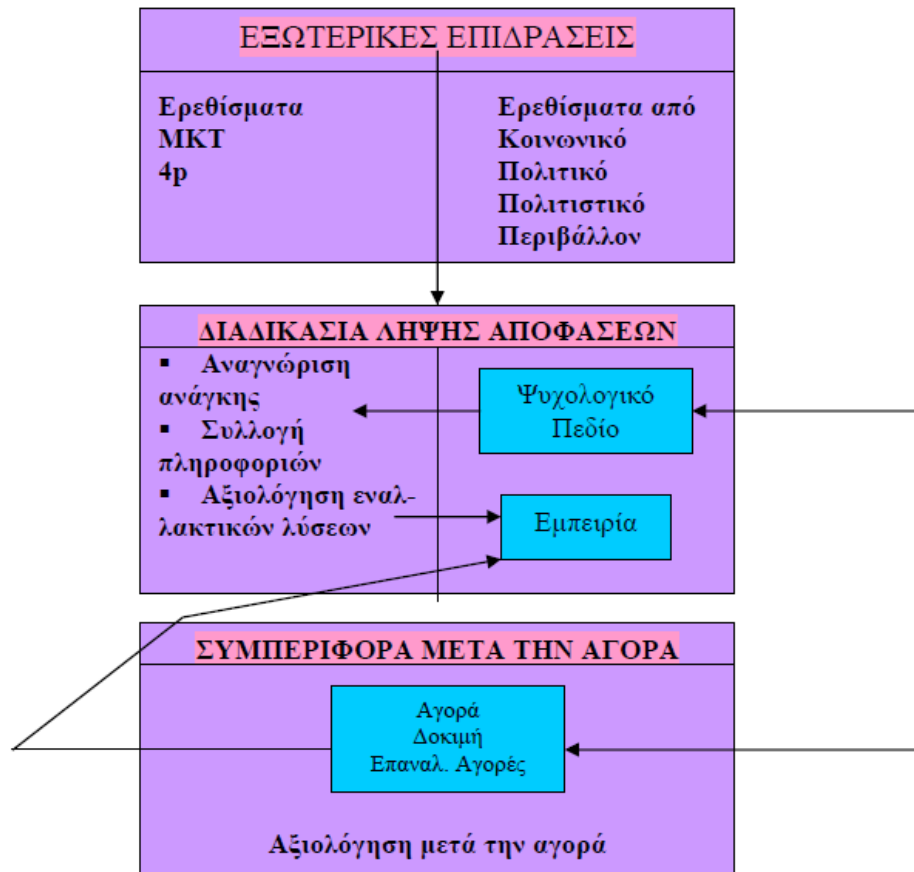 ΕΞΩΤΕΡΙΚΕΣ ΕΠΙΔΡΑΣΕΙΣ
Ερεθίσματα
ΜΚΤ
4p
Ερεθίσματα από
Κοινωνικό
Πολιτικό
Πολιτιστικό
Περιβάλλον
ΔΙΑΔΙΚΑΣΙΑ ΛΗΨΗΣ ΑΠΟΦΑΣΕΩΝ
▪ Αναγνώριση
ανάγκης
▪ Συλλογή
πληροφοριών
▪ Αξιολόγηση εναλ-
λακτικών λύσεων
Ψυχολογικό
Πεδίο
Εμπειρία
ΣΥΜΠΕΡΙΦΟΡΑ ΜΕΤΑ ΤΗΝ ΑΓΟΡΑ
Αγορά
Δοκιμή
Επαναλ. Αγορές
Αξιολόγηση μετά την αγορά